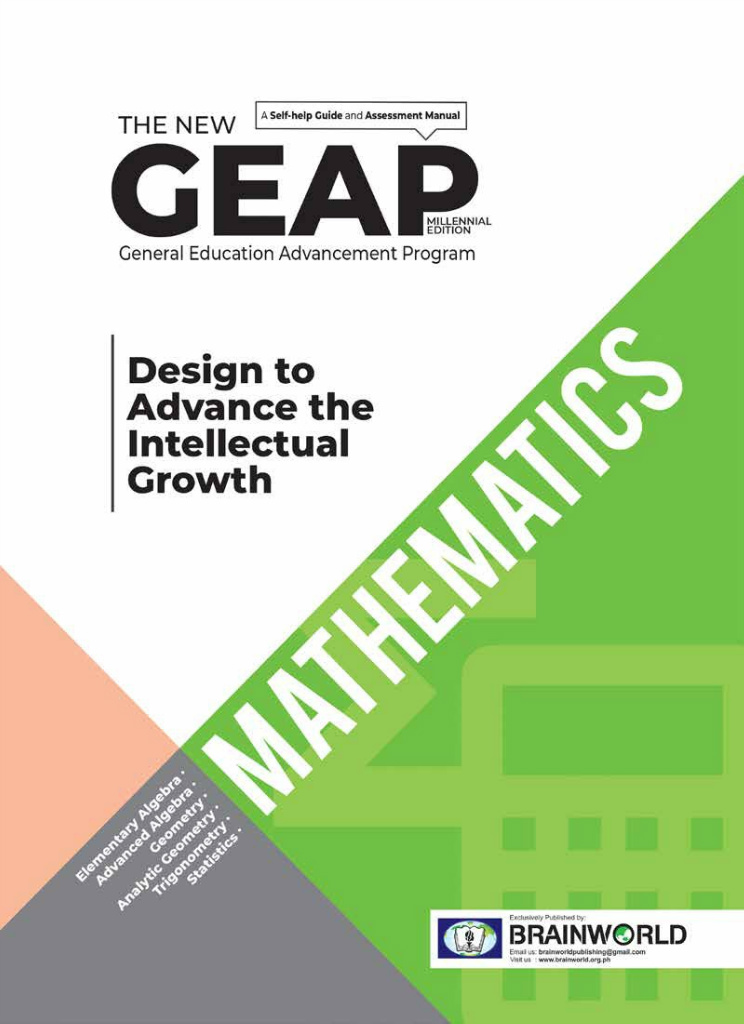 A Self-help Guide and Assessment Manual
THE NEW
GEAP
MILLENNIAL
EDITION
General Education Advancement Program
Design to
Advance the
Intellectual
Growth
MATHEMATICS
Elementary Algebra •
Advanced Algebra •
Geometry •
Analytic Geometry •
Trigonometry •
Statistics •
Exclusively Published by:
BRAINWORLD
Email us: brainworldpublishing@gmail.com
Visit us : www.brainworld.org.ph